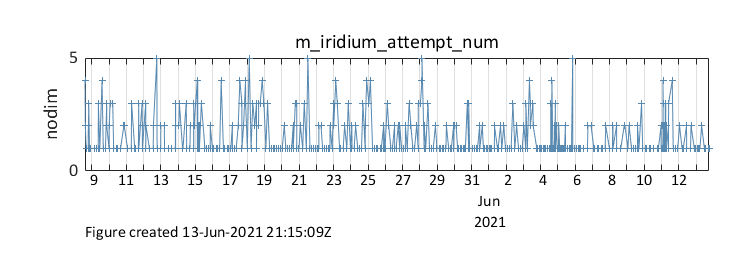 m_iridium_attempt_num
5
nodim
0
9 11 13 15 17 19 21 23 25 27 29 31 2 4 6 8 10 12
Jun
2021
Figure created 13-Jun-2021 21:15:09Z